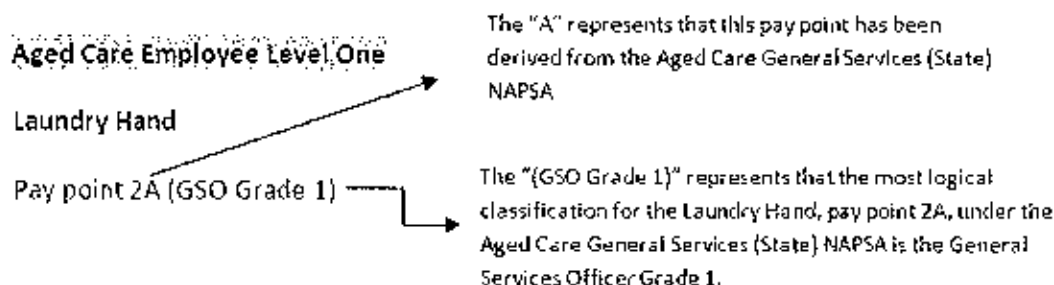 Aged Care Employee Level One
Laundry Hand
Pay point 2A (GSO Grade 1)
The "A" represents that this pay point has been
derived from the Aged Care General Services (State)
NAPSA
The "(GSO Grade 1)" represents that the most logical
classification for the Laundry Hand, pay point 2A, under the
Aged Care General Services (State) NAPSA is the General
Services Officer Grade 1.